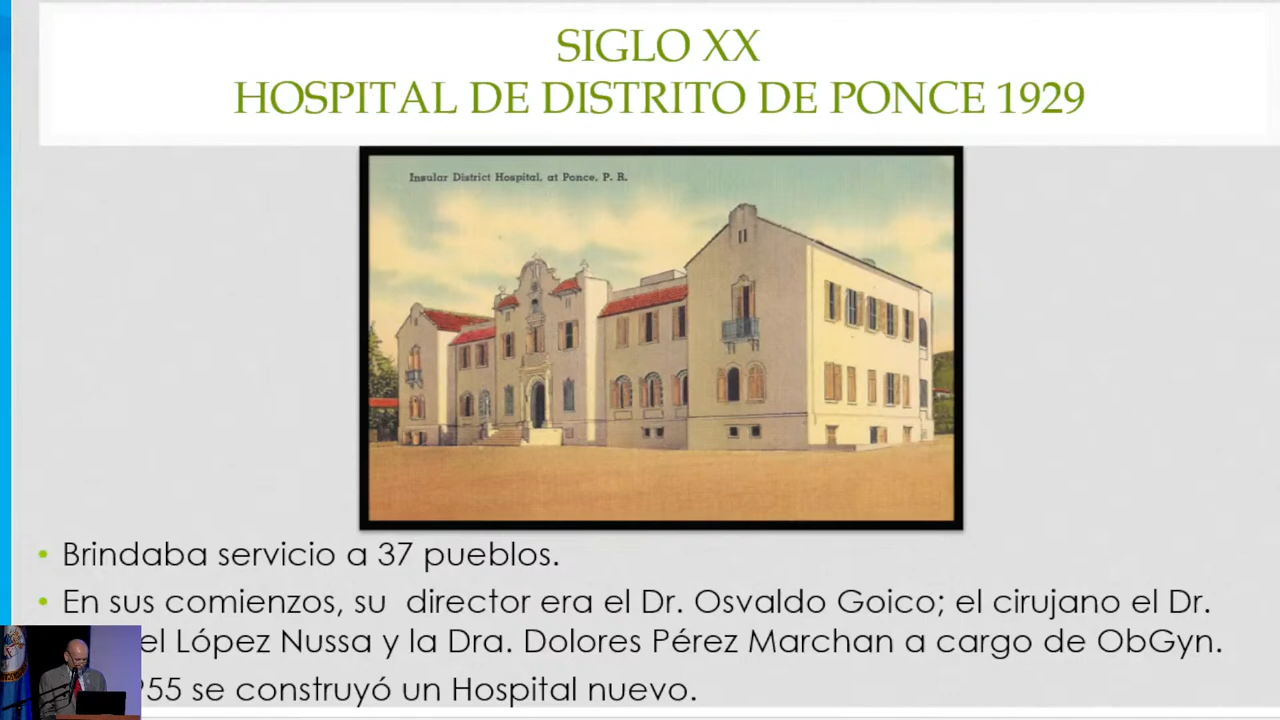 SIGLO XX
HOSPITAL DE DISTRITO DE PONCE 1929
Insular District Hospital, at Ponce, P. R.
• Brindaba servicio a 37 pueblos.
• En sus comienzos, su director era el Dr. Osvaldo Goico; el cirujano el Dr.
López Nussa y la Dra. Dolores Pérez Marchan a cargo de ObGyn.
se construyó un Hospital nuevo.